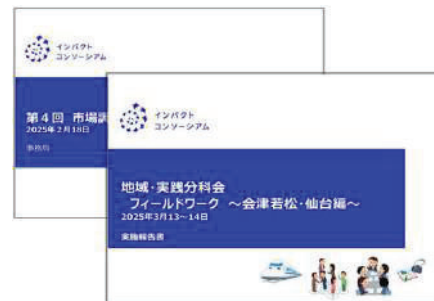 インパクト
コンソーシアム
第4回 市場調
2025年2月18日
事務局
インパクト
コンソーシアム
地域・実践分科会
フィールドワーク ～会津若松・仙台編～
2025年3月13～14日
実施報告書